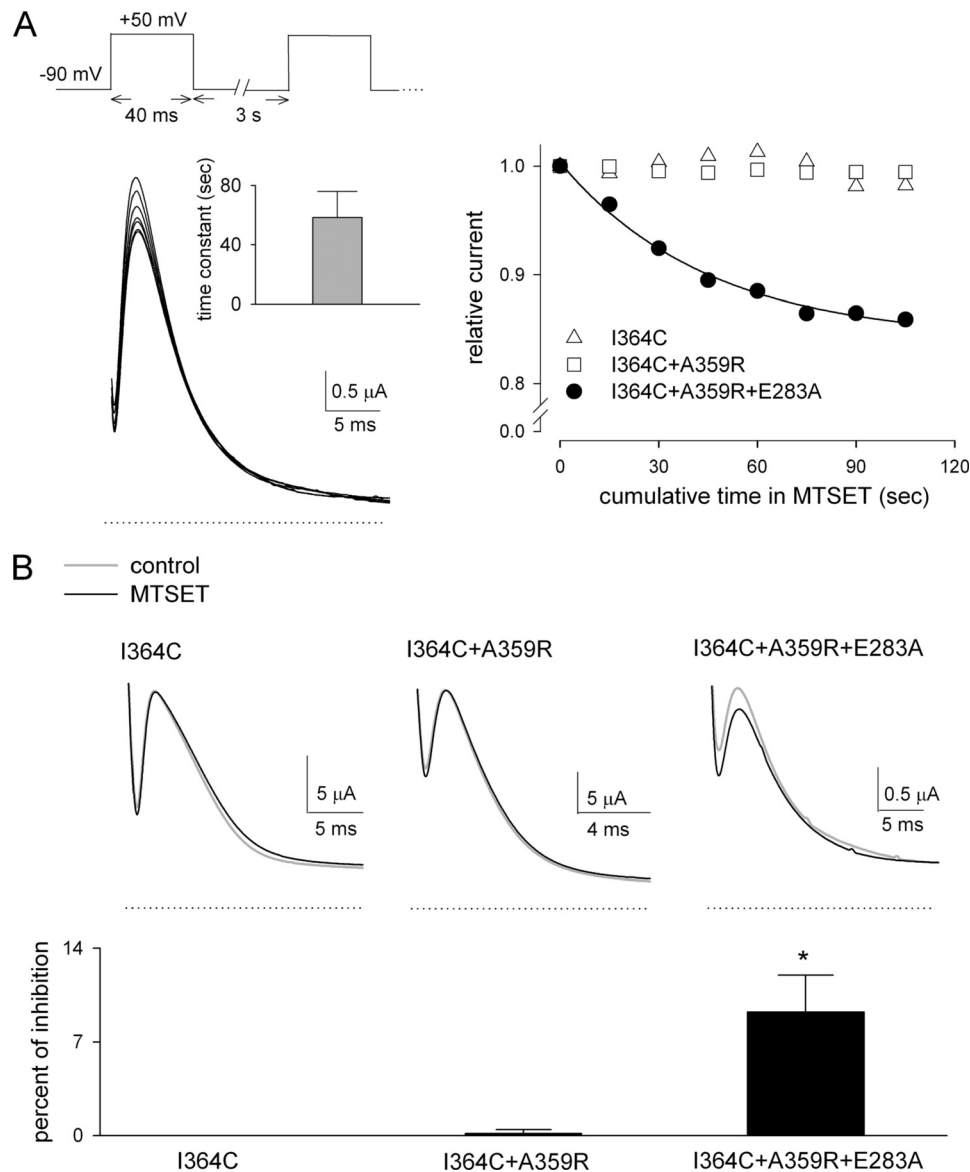 A
+50 mV
-90 mV
40 ms
3 s
time constant (sec)
80
40
0
0.5 μA
5 ms
relative current
1.0
0.9
0.8
0.0
I364C
I364C+A359R
I364C+A359R+E283A
0 30 60 90 120
cumulative time in MTSET (sec)
B
control
MTSET
I364C
I364C+A359R
I364C+A359R+E283A
5 μA
5 ms
5 μA
4 ms
0.5 μA
5 ms
percent of inhibition
14
7
0
*
I364C
I364C+A359R
I364C+A359R+E283A